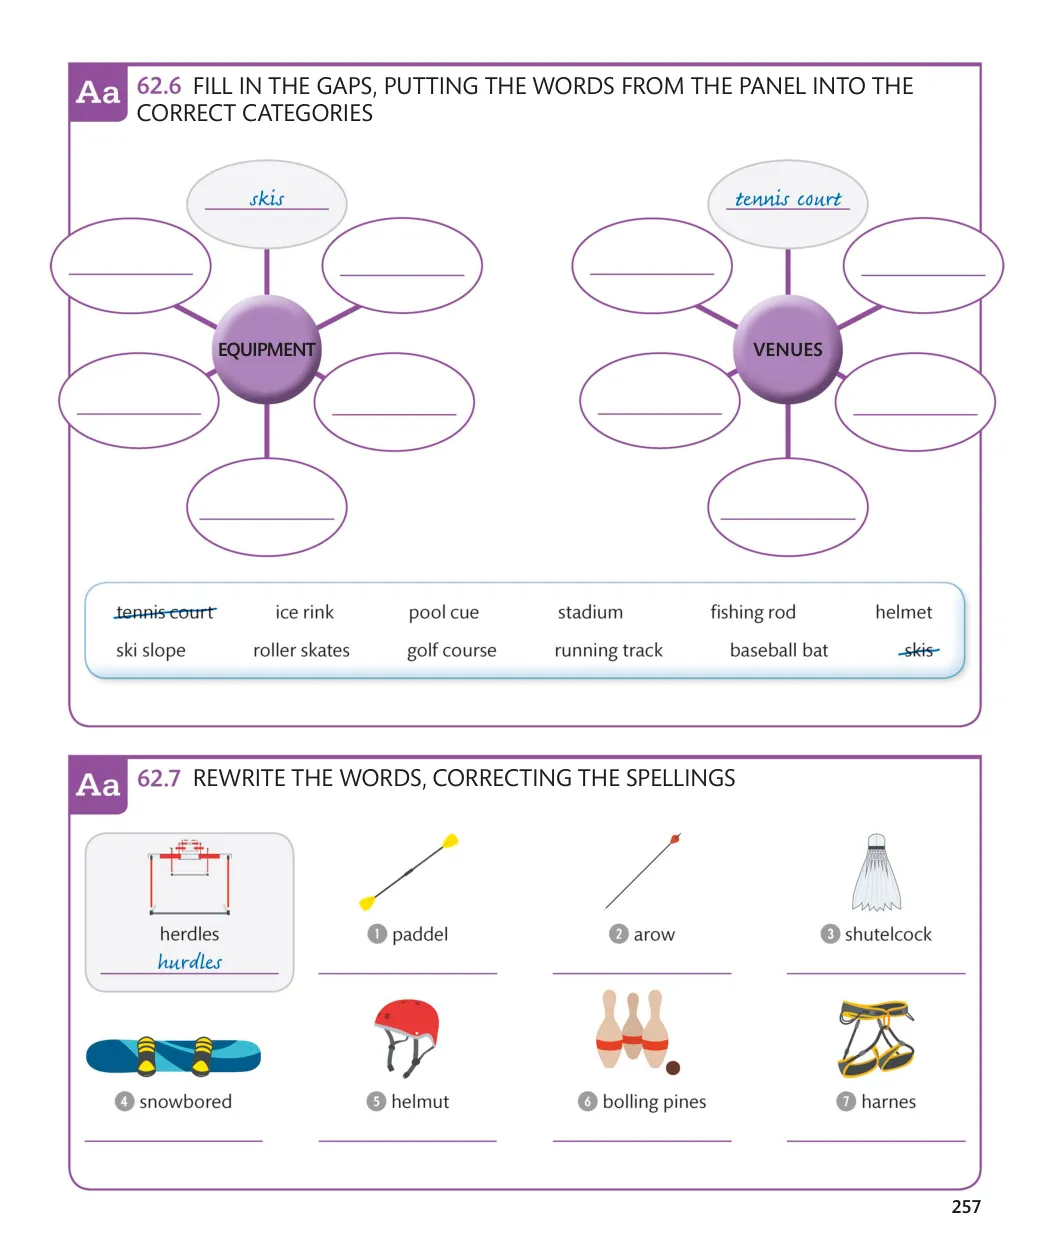 Aa 62.6 FILL IN THE GAPS, PUTTING THE WORDS FROM THE PANEL INTO THE
CORRECT CATEGORIES
skis
EQUIPMENT
tennis court
VENUES
tennis court ice rink pool cue stadium fishing rod helmet
ski slope roller skates golf course running track baseball bat skis
Aa 62.7 REWRITE THE WORDS, CORRECTING THE SPELLINGS
herdles
hurdles
1 paddel
2 arow
3 shutelcock
4 snowbored
5 helmut
6 bolling pines
7 harnes
257